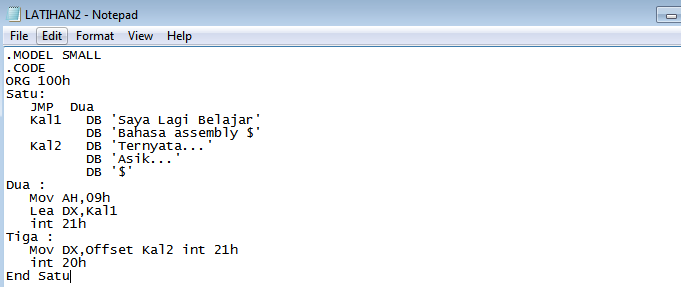 LATIHAN2 - Notepad
File Edit Format View Help
.MODEL SMALL
.CODE
ORG 100h
Satu:
   JMP  Dua
   Kal1   DB 'Saya Lagi Belajar'
          DB 'Bahasa assembly $'
   Kal2   DB 'Ternyata...'
          DB 'Asik...'
          DB '$'
Dua :
   Mov AH,09h
   Lea DX,Kal1
   int 21h
Tiga :
   Mov DX,Offset Kal2 int 21h
   int 20h
End Satu